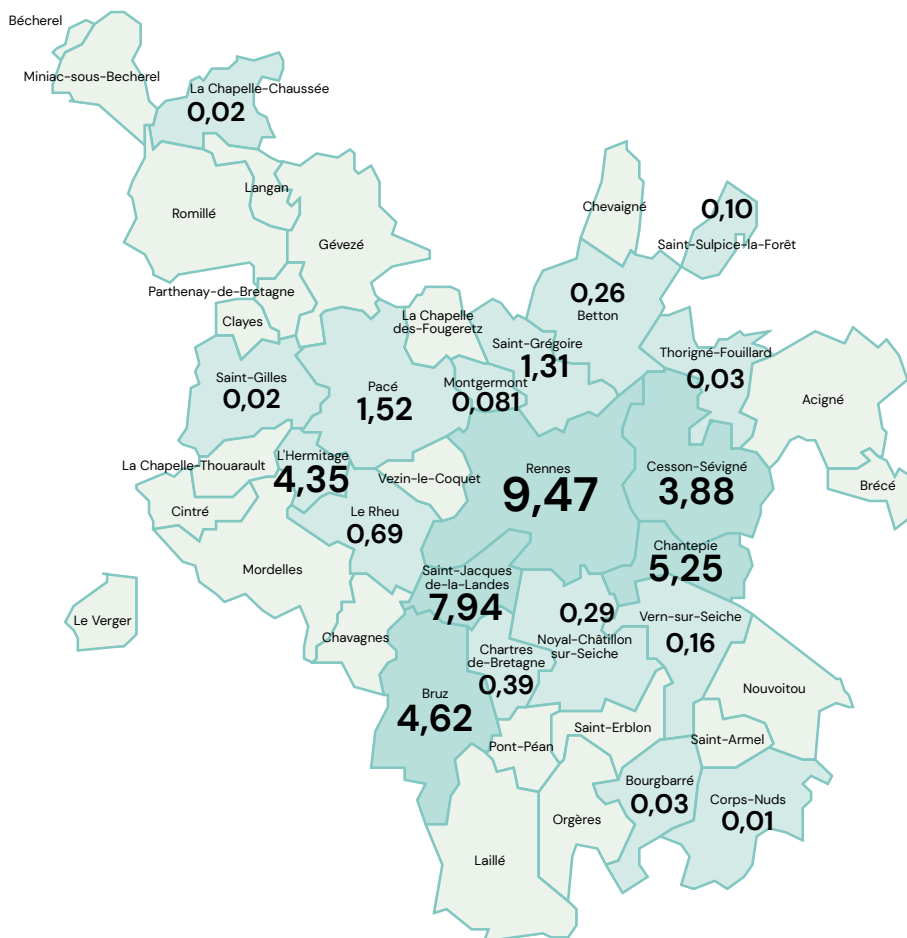 Bécherel
Miniac-sous-Becherel
La Chapelle-Chaussée
0,02
Langan
Romillé
Gévezé
Chevaigné
0,10
Saint-Sulpice-la-Forêt
Parthenay-de-Bretagne
Clayes
La Chapelle
des-Fougeretz
0,26
Betton
Saint-Grégoire
1,31
Thorigné-Fouillard
0,03
Saint-Gilles
0,02
Pacé
1,52
Montgermont
0,081
Acigné
La Chapelle-Thouarault
L'Hermitage
4,35
Vezin-le-Coquet
Rennes
9,47
Cesson-Sévigné
3,88
Brécé
Cintré
Le Rheu
0,69
Chantepie
5,25
Mordelles
Saint-Jacques
de-la-Landes
7,94
Le Verger
Chavagnes
0,29
Noyal-Châtillon
sur-Seiche
Vern-sur-Seiche
0,16
Chartres
de-Bretagne
0,39
Bruz
4,62
Nouvoitou
Saint-Erblon
Saint-Armel
Pont-Péan
Bourgbarré
0,03
Corps-Nuds
0,01
Orgères
Laillé